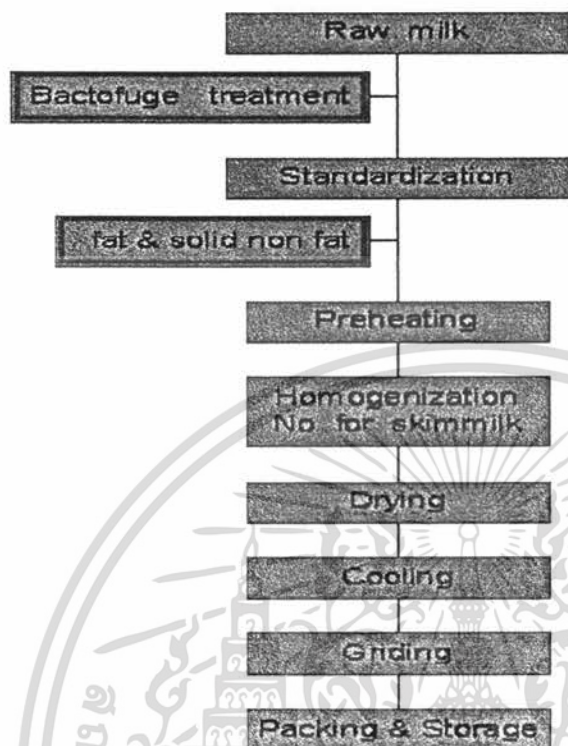 Raw milk
Bactofuge treatment
Standardization
fat & solid non fat
Preheating
Homogenization
No for skimmilk
Drying
Cooling
Griding
Packing & Storage